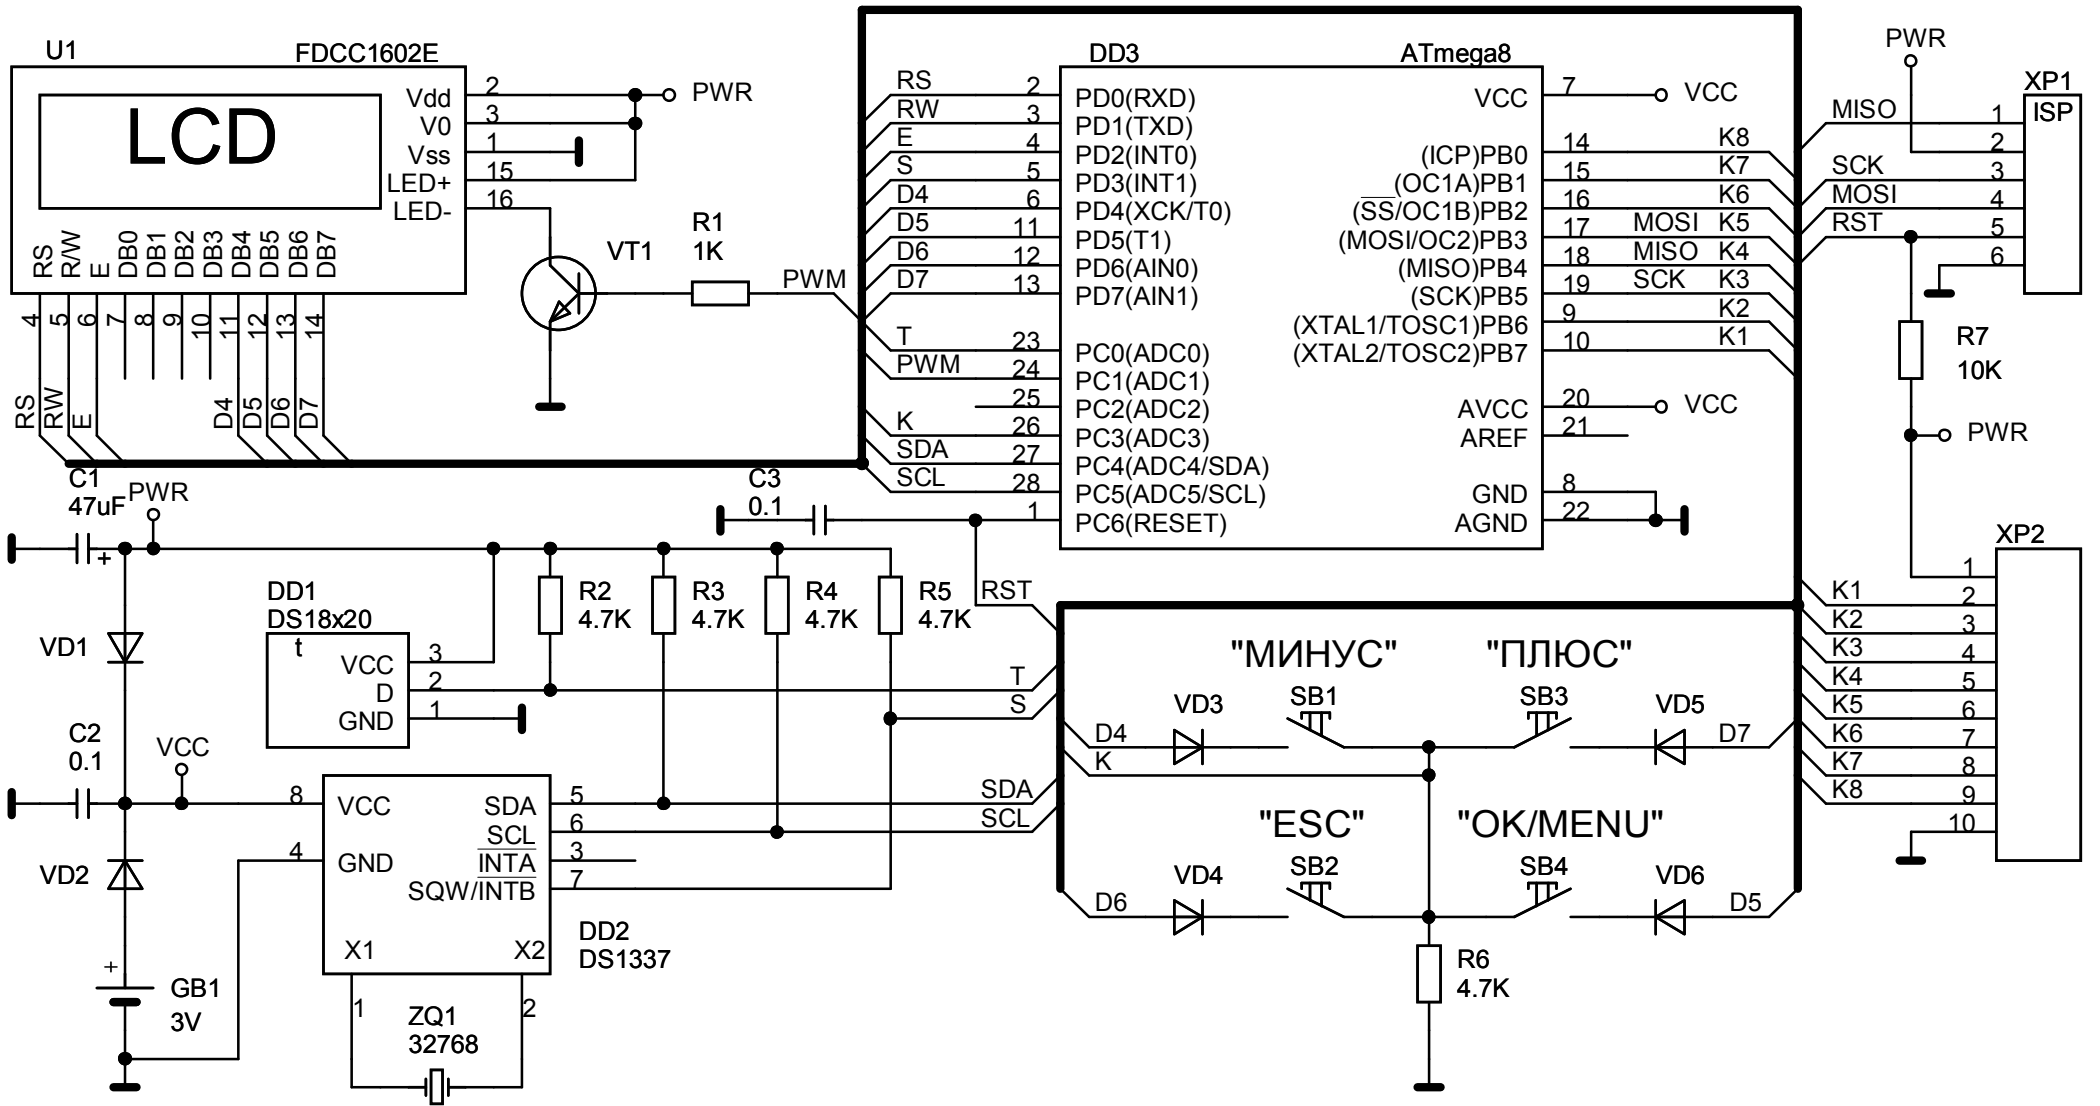 U1 FDCC1602E
LCD
Vdd 2
V0 3
Vss 1
LED+ 15
LED- 16
PWR
RS R/W E DB0 DB1 DB2 DB3 DB4 DB5 DB6 DB7
4 5 6 7 8 9 10 11 12 13 14
RS RW E D4 D5 D6 D7
VT1
R1
1K
PWM
DD3 ATmega8
RS 2 PD0(RXD)
RW 3 PD1(TXD)
E 4 PD2(INT0)
S 5 PD3(INT1)
D4 6 PD4(XCK/T0)
D5 11 PD5(T1)
D6 12 PD6(AIN0)
D7 13 PD7(AIN1)
T 23 PC0(ADC0)
PWM 24 PC1(ADC1)
25 PC2(ADC2)
K 26 PC3(ADC3)
SDA 27 PC4(ADC4/SDA)
SCL 28 PC5(ADC5/SCL)
1 PC6(RESET)
VCC 7 VCC
(ICP)PB0 14 K8
(OC1A)PB1 15 K7
(SS/OC1B)PB2 16 K6
(MOSI/OC2)PB3 17 MOSI K5
(MISO)PB4 18 MISO K4
(SCK)PB5 19 SCK K3
(XTAL1/TOSC1)PB6 9 K2
(XTAL2/TOSC2)PB7 10 K1
AVCC 20 VCC
AREF 21
GND 8
AGND 22
PWR
XP1
ISP
MISO 1
2
SCK 3
MOSI 4
RST 5
6
R7
10K
PWR
XP2
1
K1 2
K2 3
K3 4
K4 5
K5 6
K6 7
K7 8
K8 9
10
C1
47uF
PWR
+
C3
0.1
RST
DD1
DS18x20
t
VCC 3
D 2
GND 1
R2
4.7K
R3
4.7K
R4
4.7K
R5
4.7K
T
S
VD1
C2
0.1
VCC
VD2
+
GB1
3V
8 VCC
4 GND
SDA 5
SCL 6
INTA 3
SQW/INTB 7
X1 X2
DD2
DS1337
1 2
ZQ1
32768
SDA
SCL
"МИНУС" "ПЛЮС"
D4 VD3 SB1 SB3 VD5 D7
K
"ESC" "OK/MENU"
D6 VD4 SB2 SB4 VD6 D5
R6
4.7K